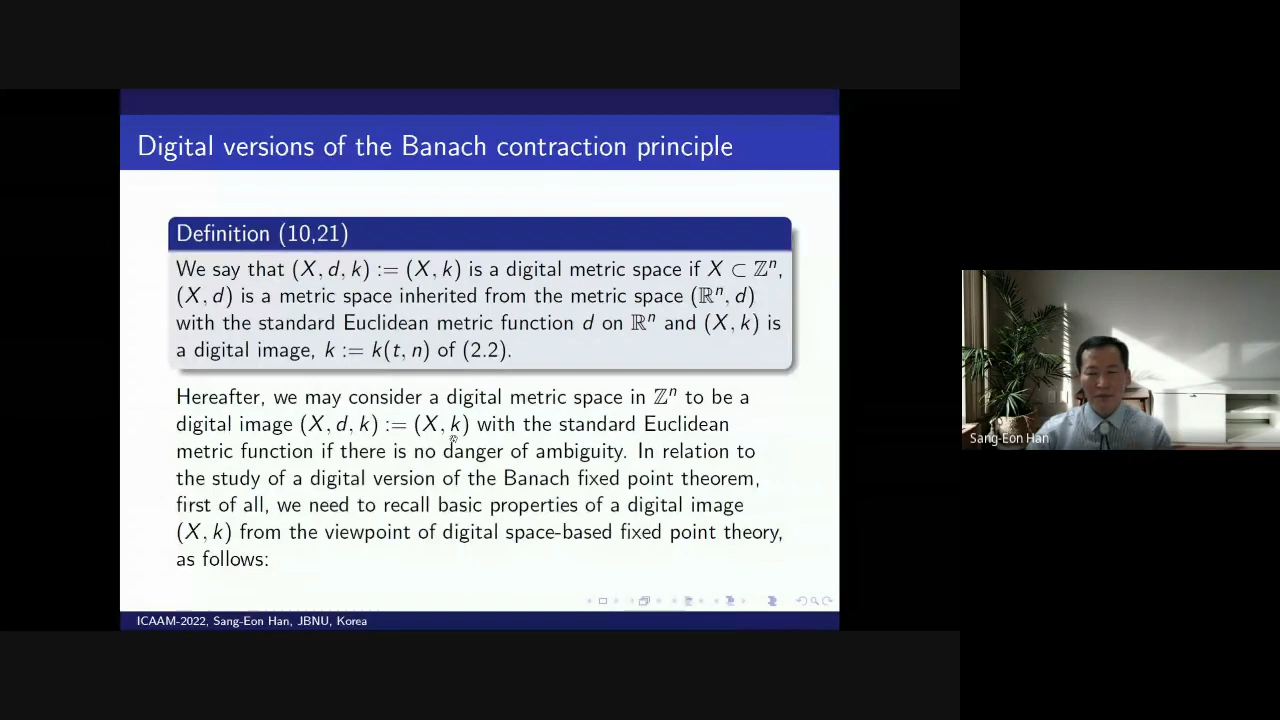 Digital versions of the Banach contraction principle
Definition (10,21)
We say that (X, d, k) := (X, k) is a digital metric space if X ⊂ ℤⁿ,
(X, d) is a metric space inherited from the metric space (ℝⁿ, d)
with the standard Euclidean metric function d on ℝⁿ and (X, k) is
a digital image, k := k(t, n) of (2.2).
Hereafter, we may consider a digital metric space in ℤⁿ to be a
digital image (X, d, k) := (X, k) with the standard Euclidean
metric function if there is no danger of ambiguity. In relation to
the study of a digital version of the Banach fixed point theorem,
first of all, we need to recall basic properties of a digital image
(X, k) from the viewpoint of digital space-based fixed point theory,
as follows:
ICAAM-2022, Sang-Eon Han, JBNU, Korea
Sang-Eon Han